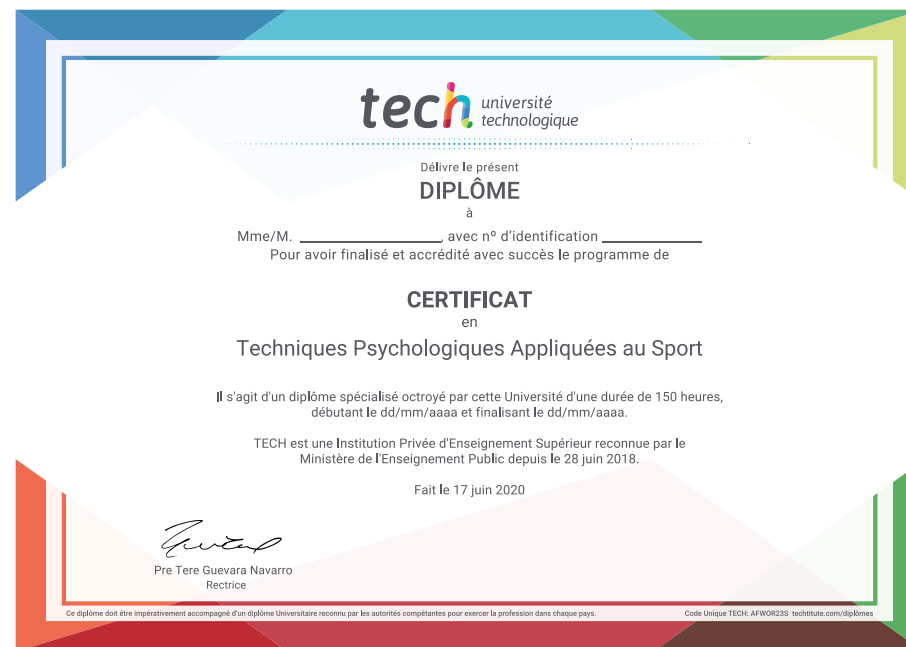 tech université
technologique
Délivre le présent
DIPLÔME
à
Mme/M. ________________, avec nº d'identification ____________
Pour avoir finalisé et accrédité avec succès le programme de
CERTIFICAT
en
Techniques Psychologiques Appliquées au Sport
Il s'agit d'un diplôme spécialisé octroyé par cette Université d'une durée de 150 heures,
débutant le dd/mm/aaaa et finalisant le dd/mm/aaaa.
TECH est une Institution Privée d'Enseignement Supérieur reconnue par le
Ministère de l'Enseignement Public depuis le 28 juin 2018.
Fait le 17 juin 2020
Pre Tere Guevara Navarro
Rectrice
Ce diplôme doit être impérativement accompagné d'un diplôme Universitaire reconnu par les autorités compétantes pour exercer la profession dans chaque pays.
Code Unique TECH: AFWOR23S techtitute.com/diplômes